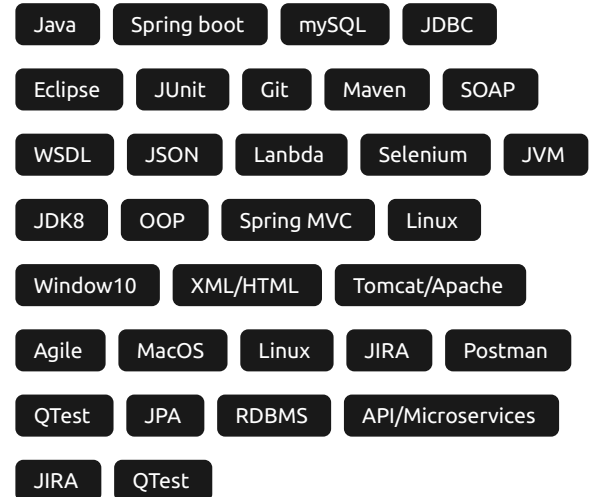 Java Spring boot mySQL JDBC
Eclipse JUnit Git Maven SOAP
WSDL JSON Lanbda Selenium JVM
JDK8 OOP Spring MVC Linux
Window10 XML/HTML Tomcat/Apache
Agile MacOS Linux JIRA Postman
QTest JPA RDBMS API/Microservices
JIRA QTest